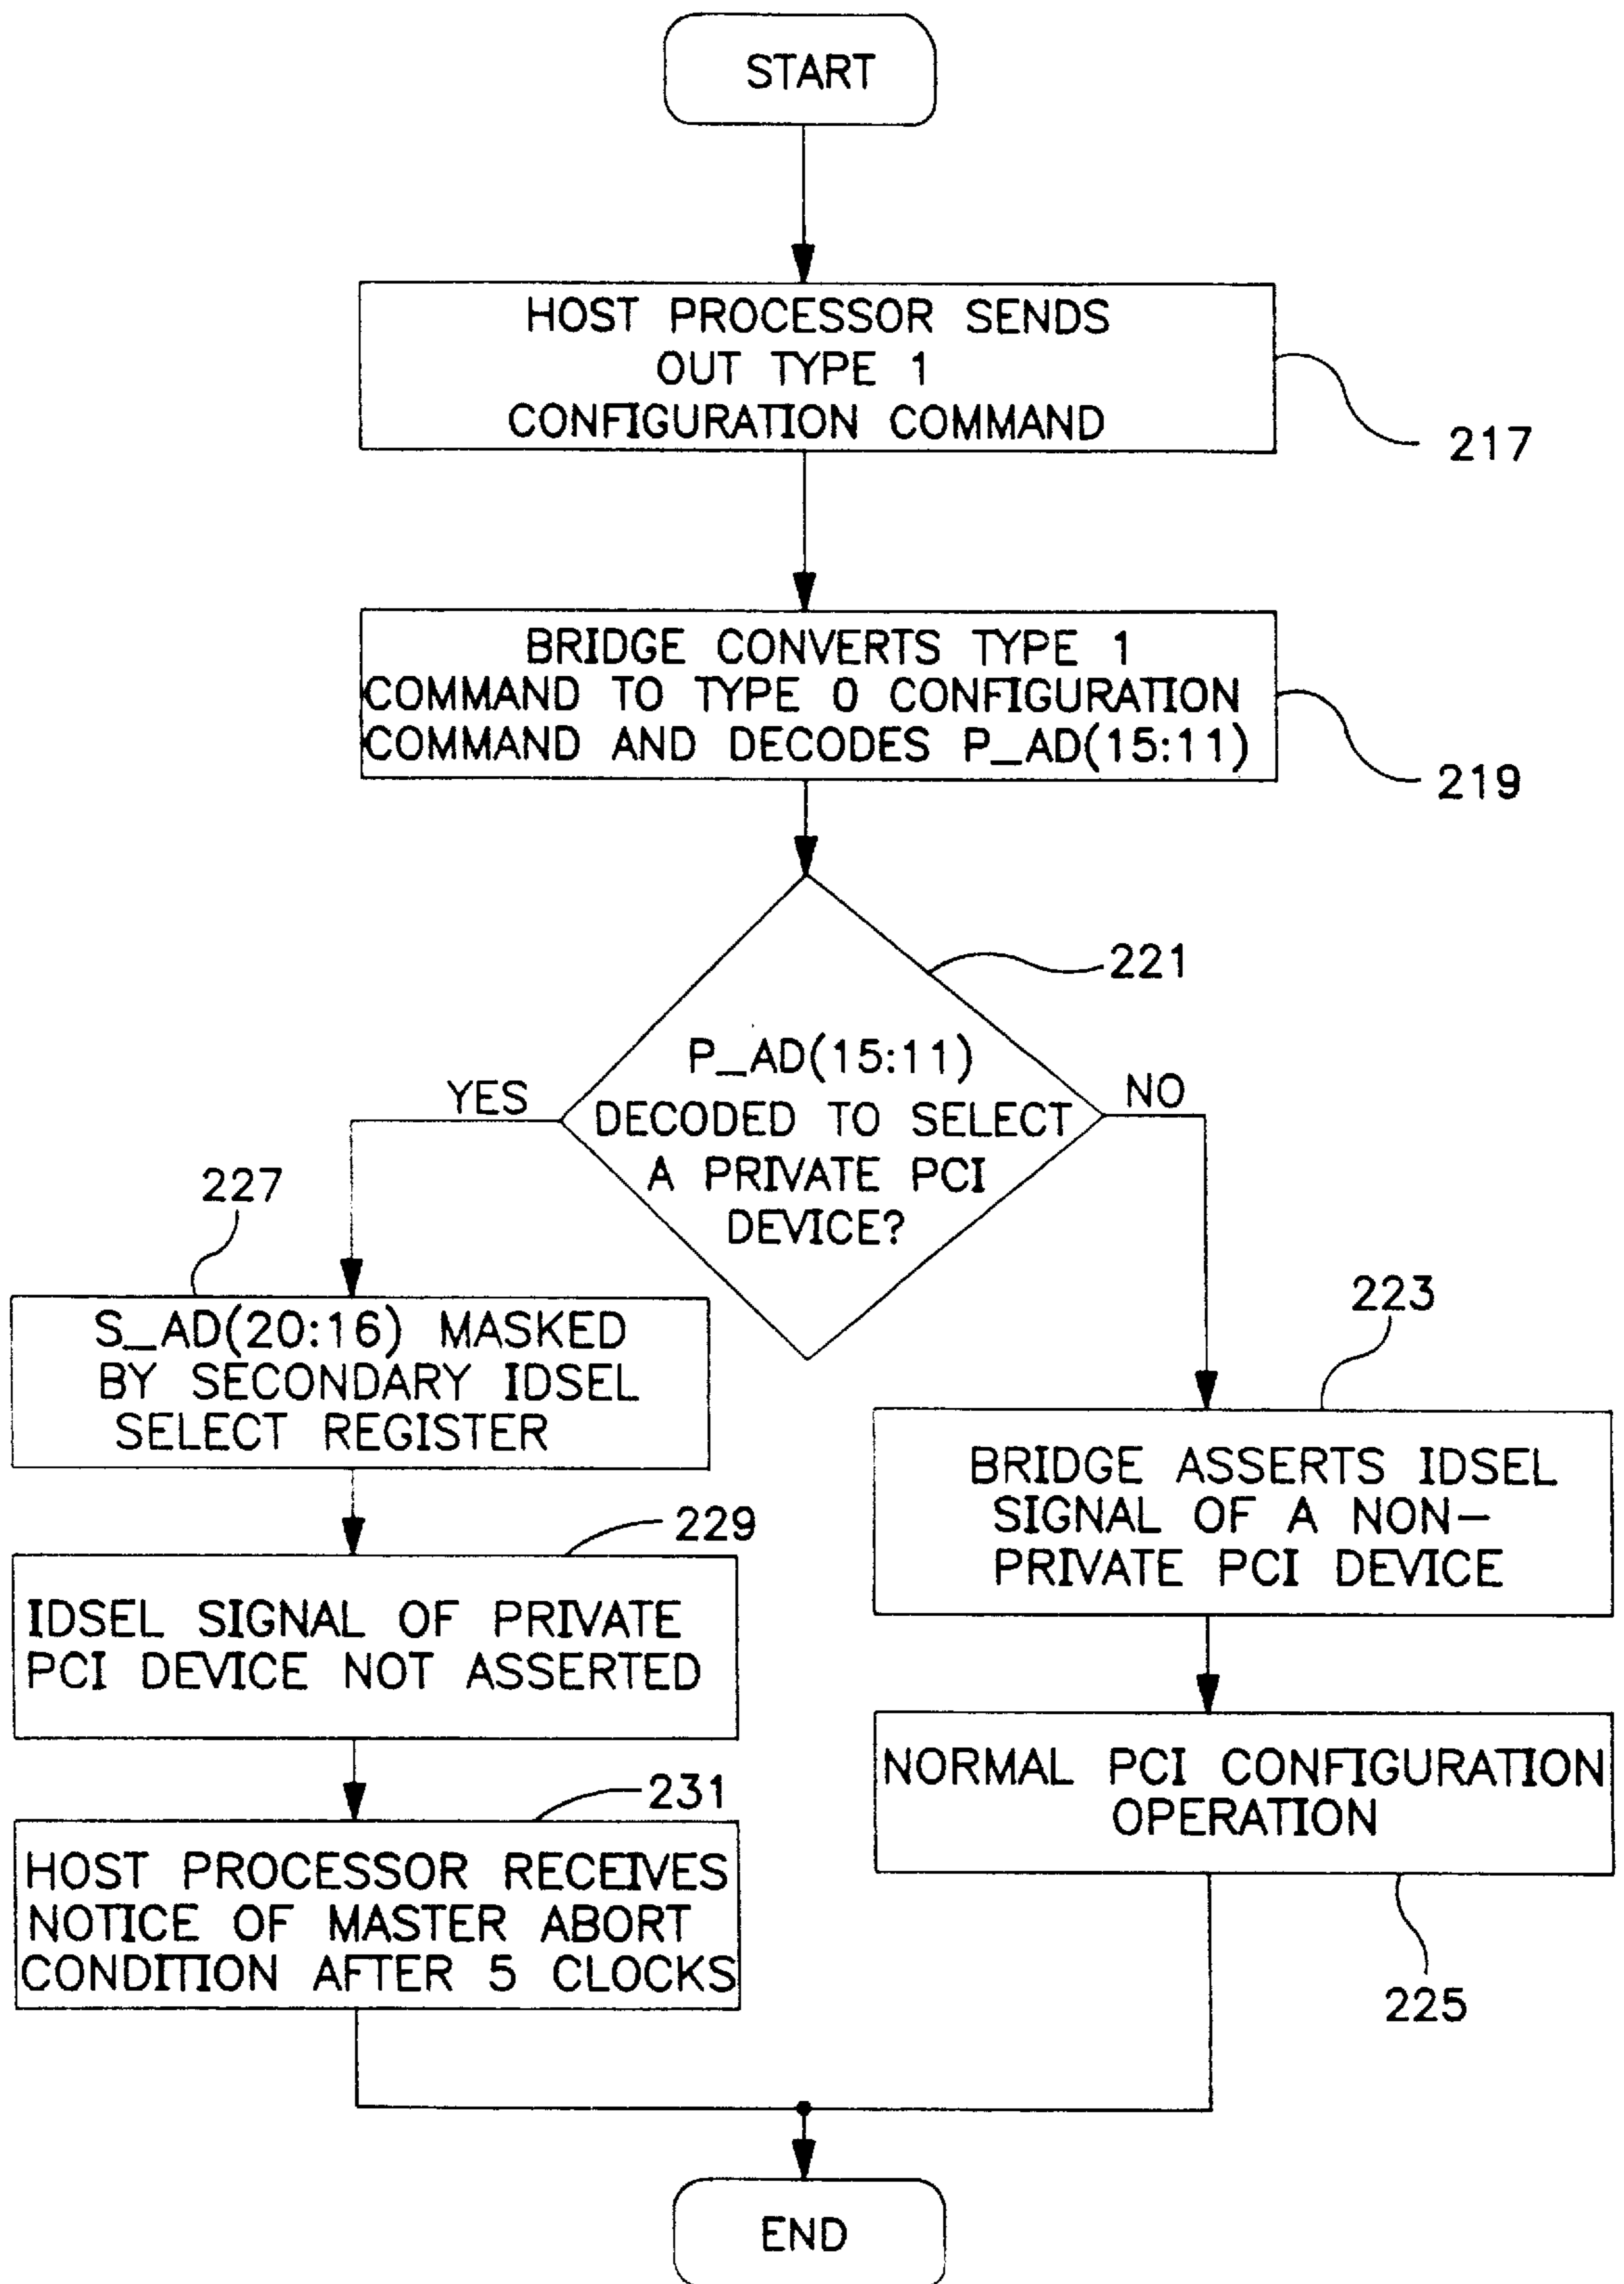 START
HOST PROCESSOR SENDS
OUT TYPE 1
CONFIGURATION COMMAND
217
BRIDGE CONVERTS TYPE 1
COMMAND TO TYPE 0 CONFIGURATION
COMMAND AND DECODES P_AD(15:11)
219
221
P_AD(15:11)
DECODED TO SELECT
A PRIVATE PCI
DEVICE?
YES
NO
227
S_AD(20:16) MASKED
BY SECONDARY IDSEL
SELECT REGISTER
229
IDSEL SIGNAL OF PRIVATE
PCI DEVICE NOT ASSERTED
231
HOST PROCESSOR RECEIVES
NOTICE OF MASTER ABORT
CONDITION AFTER 5 CLOCKS
223
BRIDGE ASSERTS IDSEL
SIGNAL OF A NON-
PRIVATE PCI DEVICE
NORMAL PCI CONFIGURATION
OPERATION
225
END